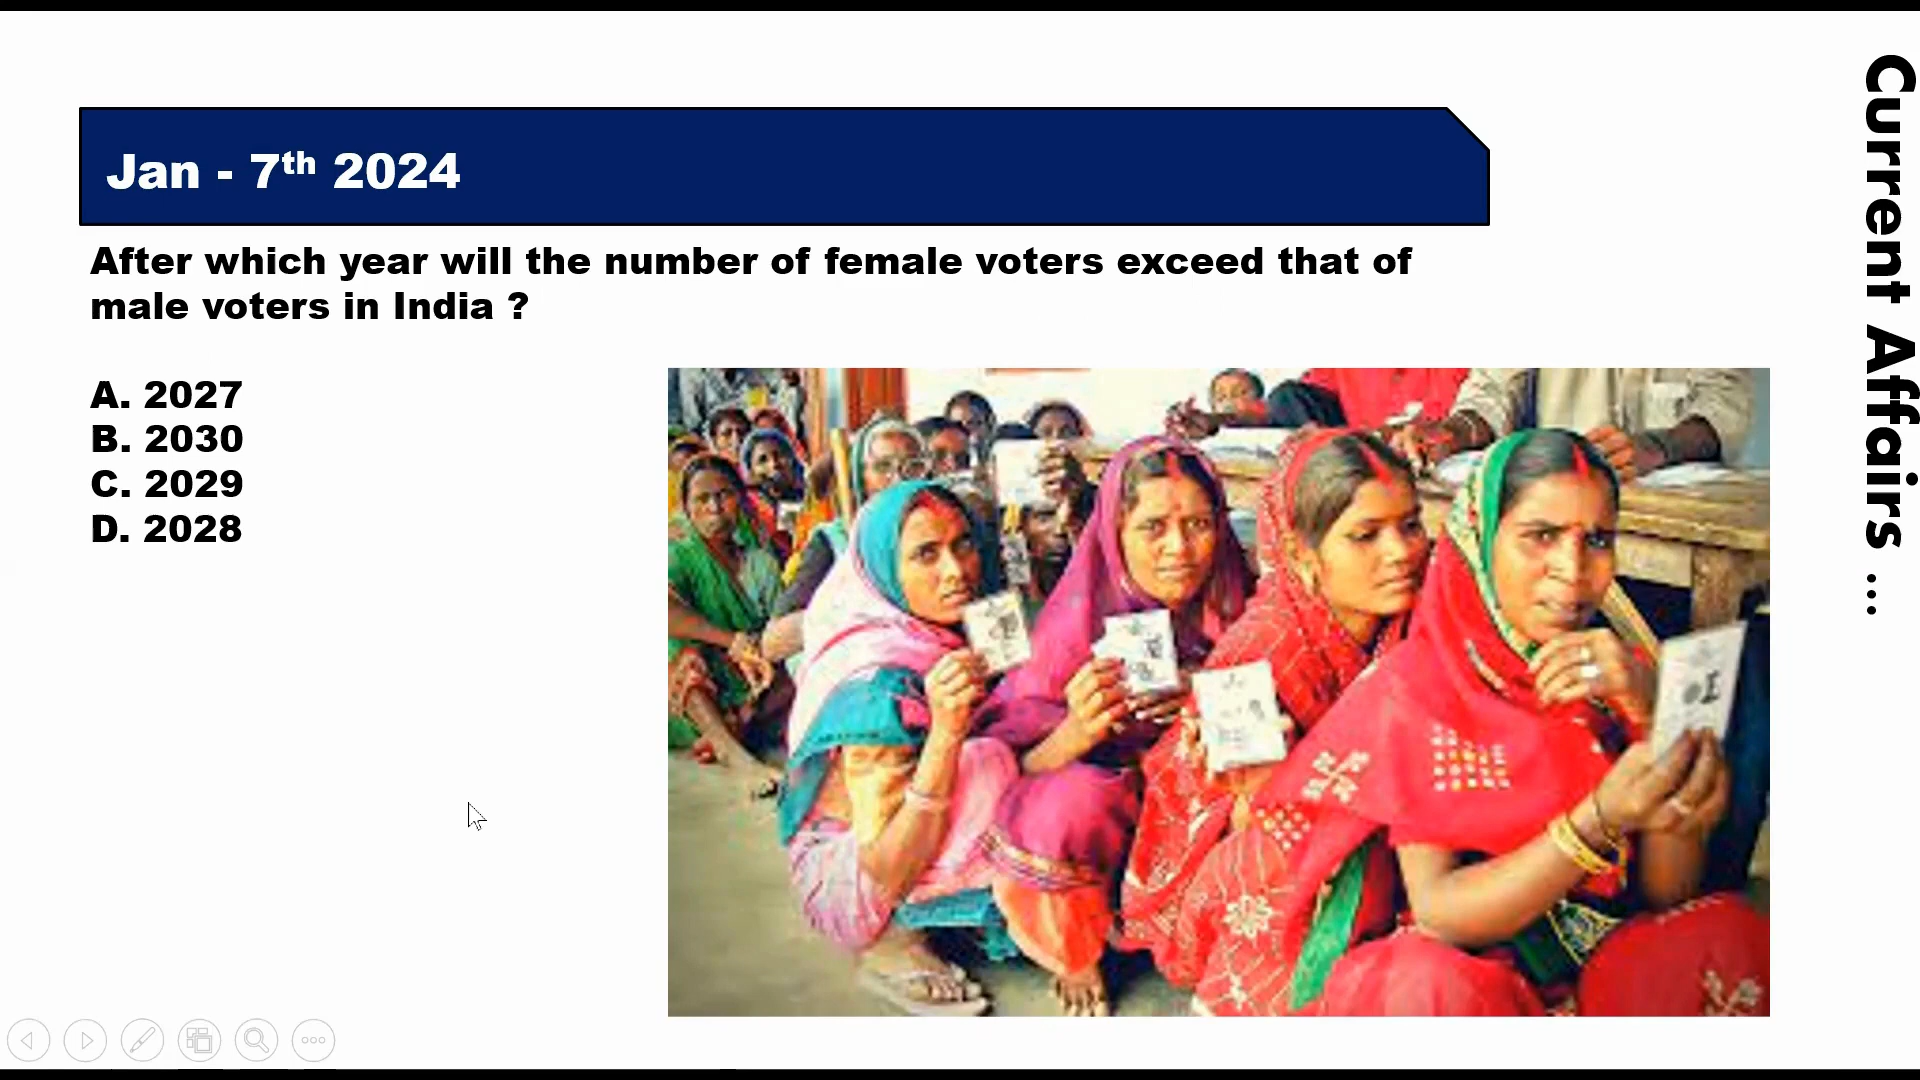 Jan - 7th 2024
After which year will the number of female voters exceed that of
male voters in India ?
A. 2027
B. 2030
C. 2029
D. 2028
Current Affairs ...